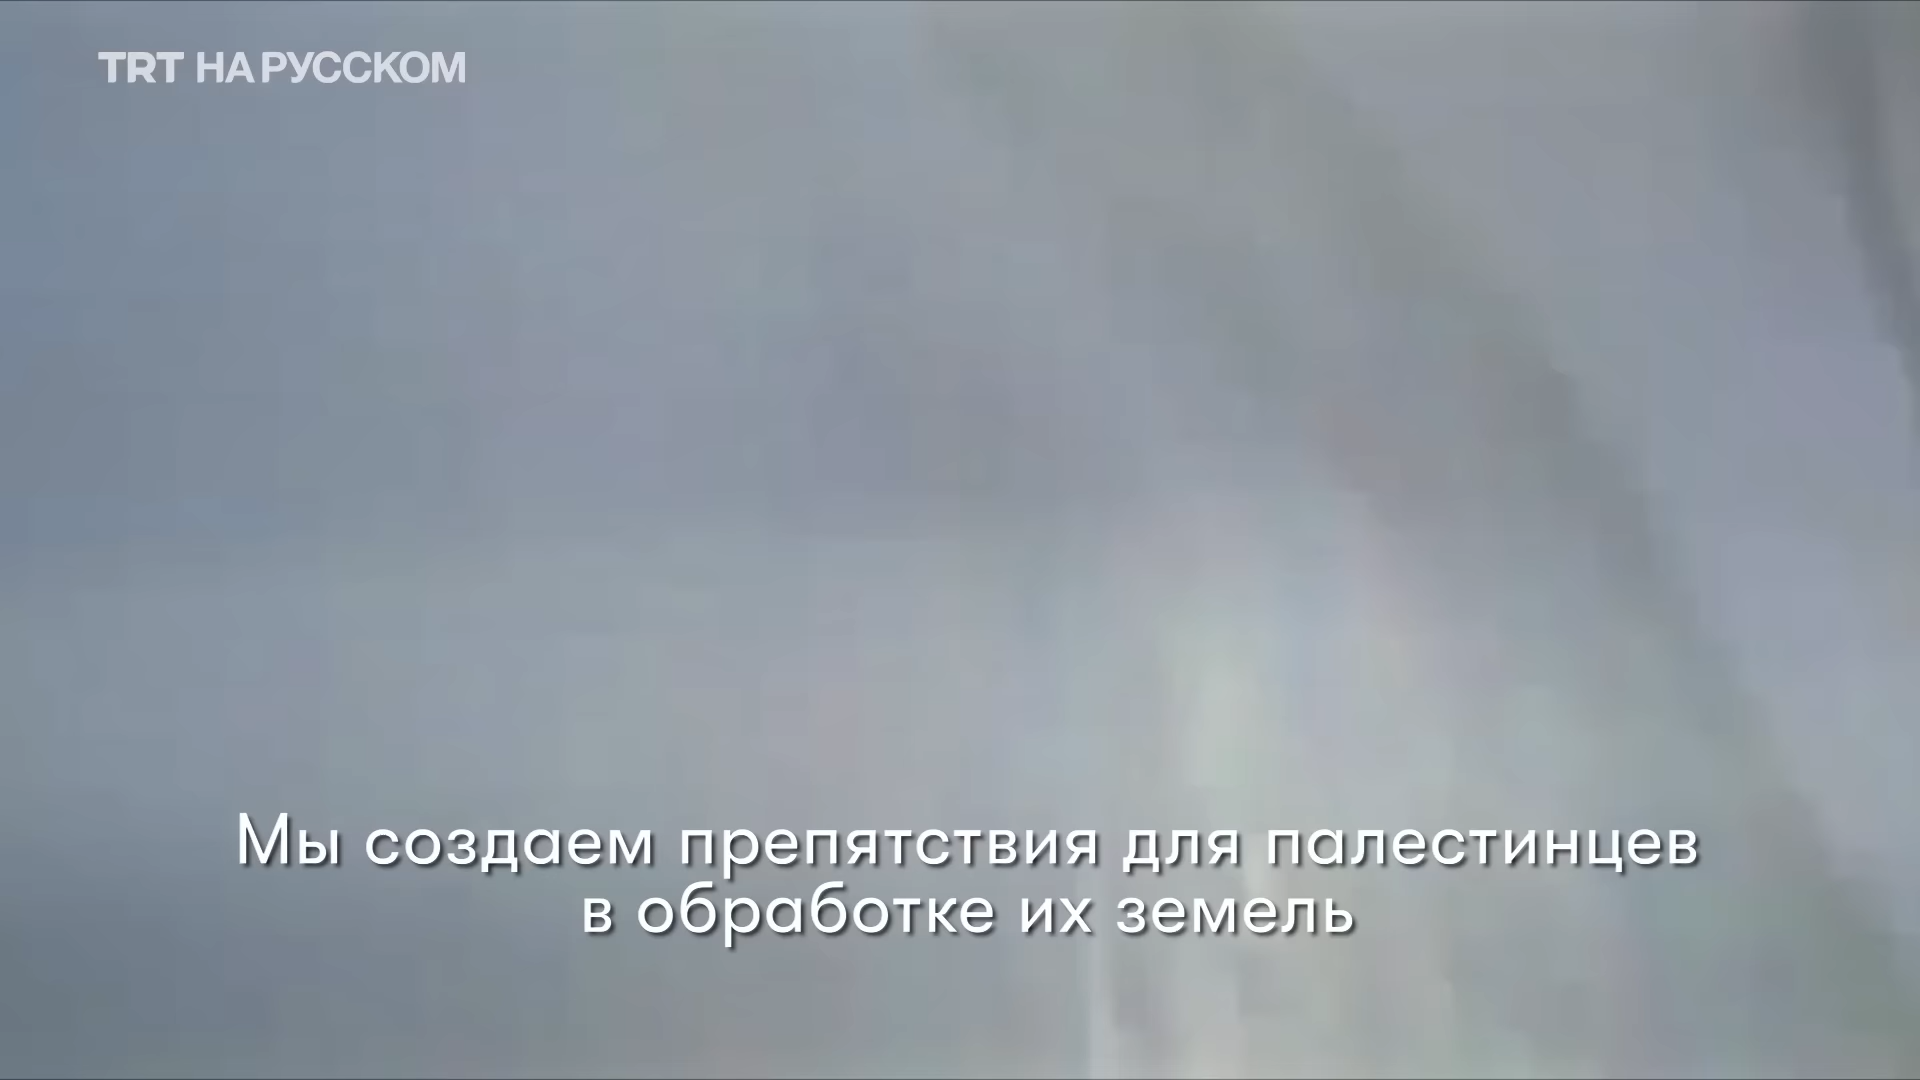 TRT НА РУССКОМ
Мы создаем препятствия для палестинцев
в обработке их земель